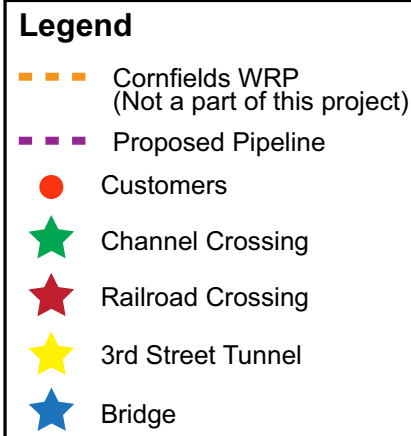 Legend
Cornfields WRP
(Not a part of this project)
Proposed Pipeline
Customers
Channel Crossing
Railroad Crossing
3rd Street Tunnel
Bridge